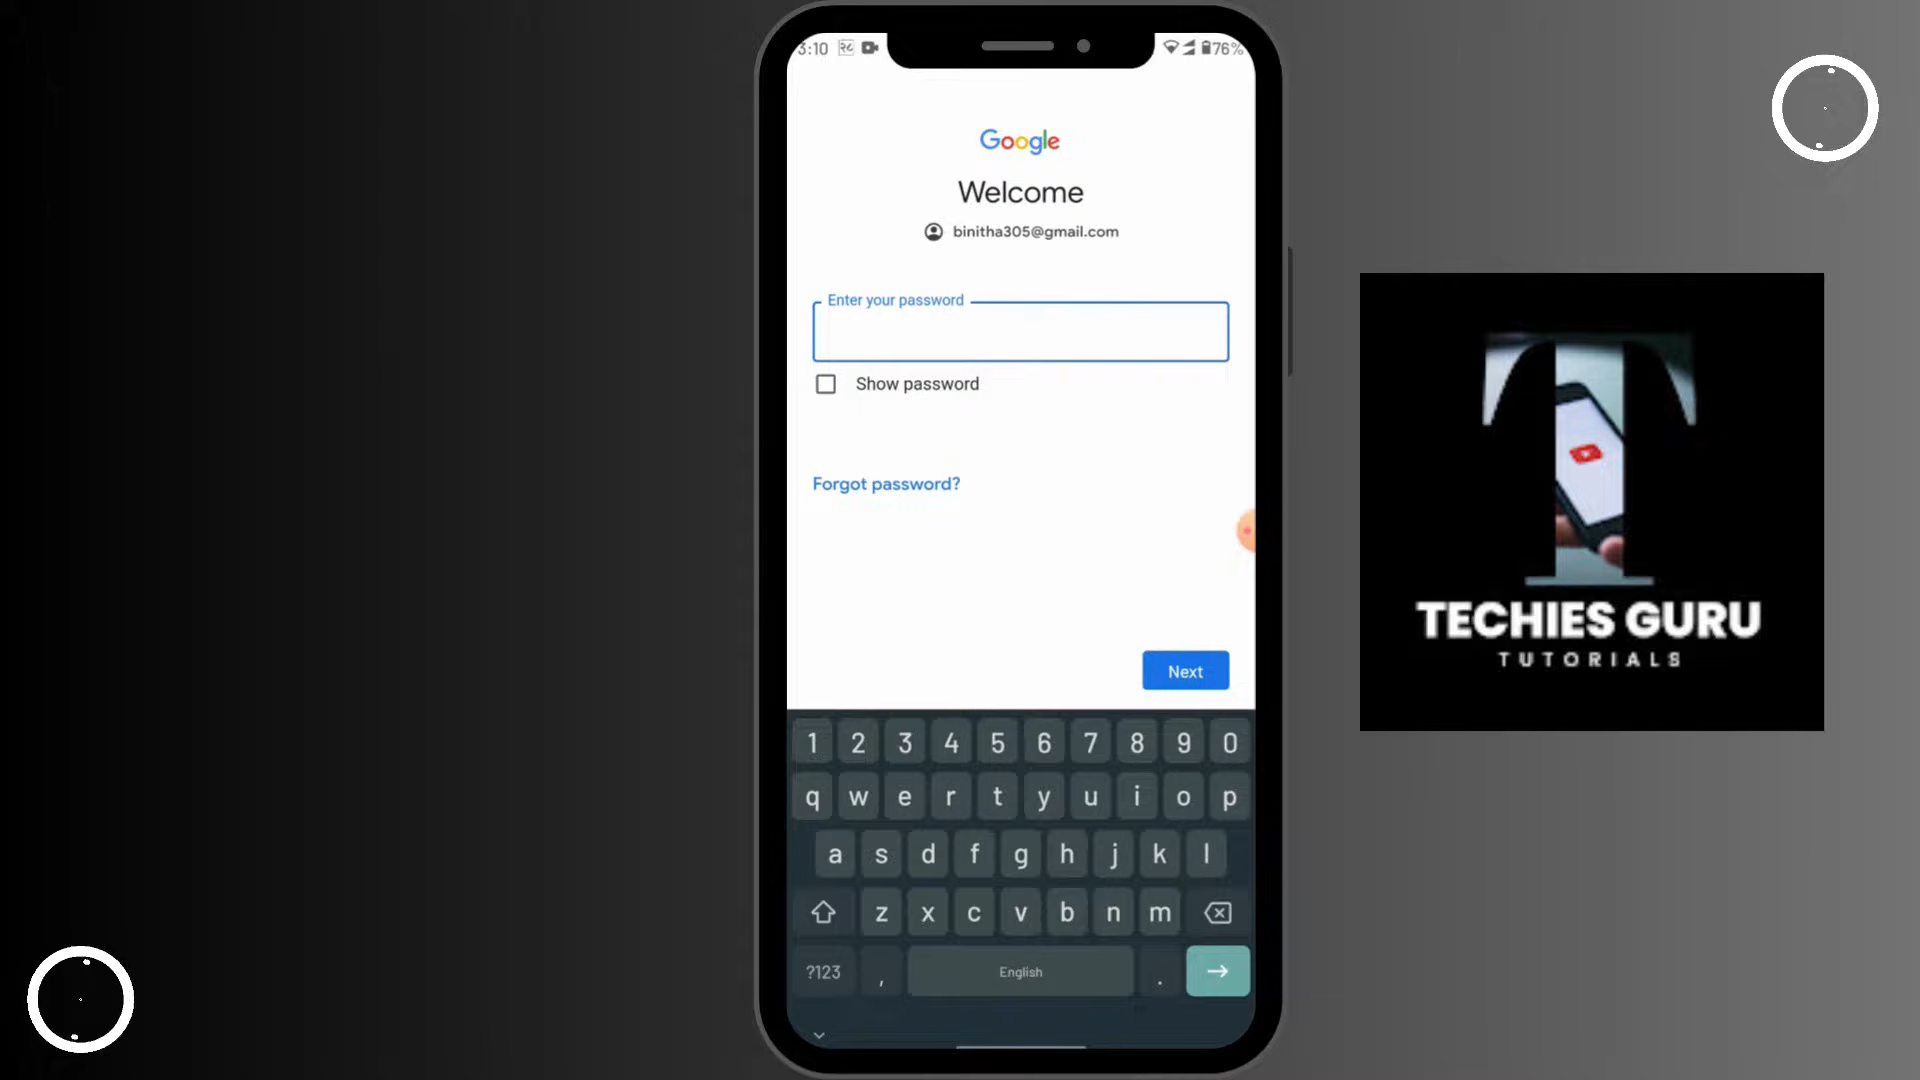 3:10
76%
Google
Welcome
binitha305@gmail.com
Enter your password
Show password
Forgot password?
Next
1 2 3 4 5 6 7 8 9 0
q w e r t y u i o p
a s d f g h j k l
z x c v b n m
?123 , English .
TECHIES GURU
TUTORIALS